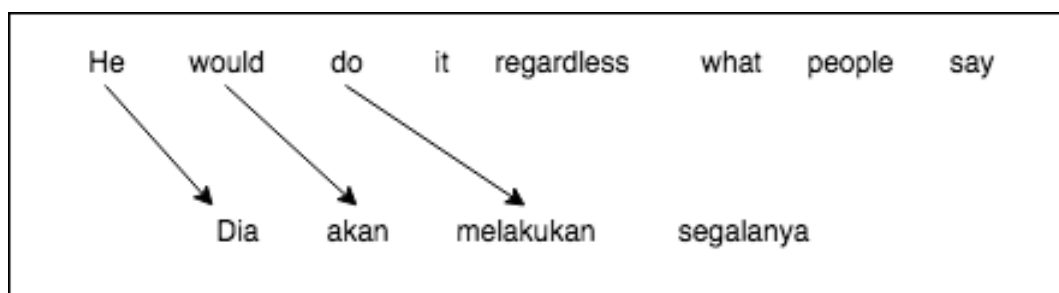 He would do it regardless what people say
Dia akan melakukan segalanya